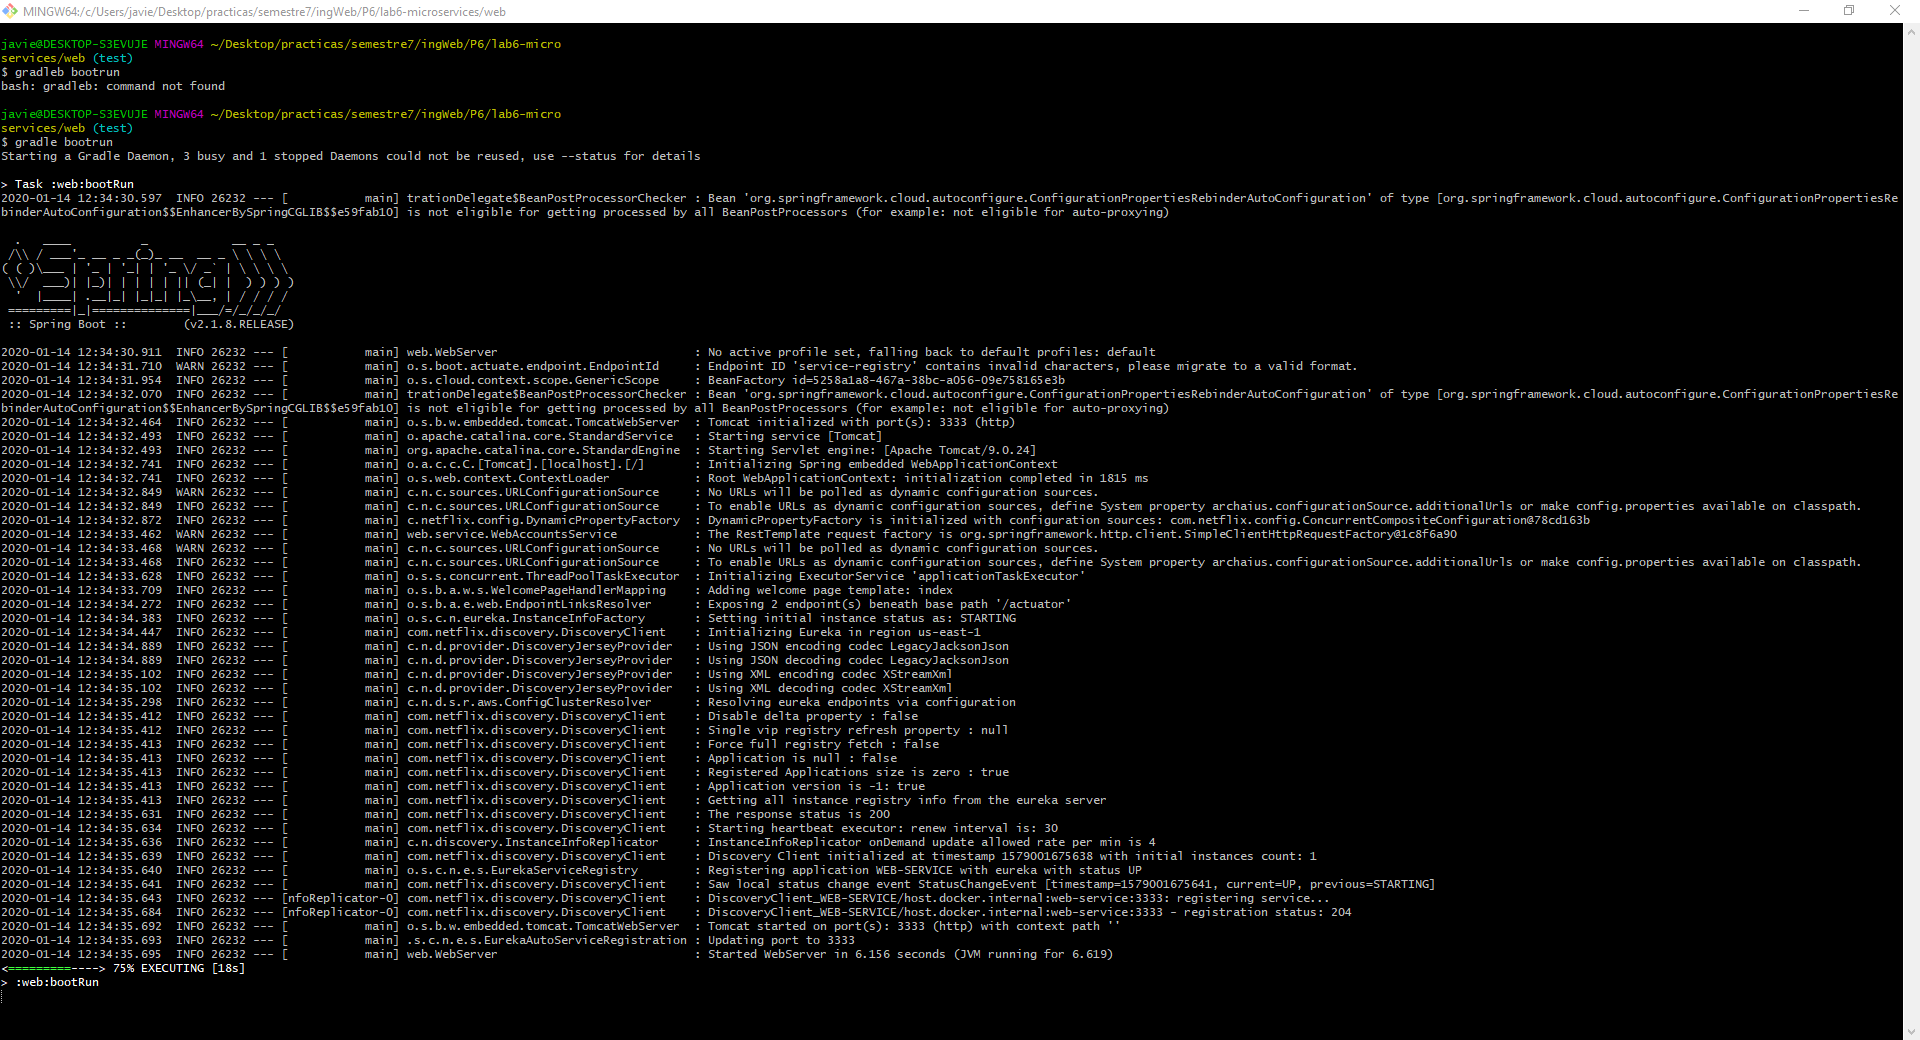 MINGW64:/c/Users/javie/Desktop/practicas/semestre7/ingWeb/P6/lab6-microservices/web
javie@DESKTOP-S3EVUJE MINGW64 ~/Desktop/practicas/semestre7/ingWeb/P6/lab6-micro
services/web (test)
$ gradleb bootrun
bash: gradleb: command not found
javie@DESKTOP-S3EVUJE MINGW64 ~/Desktop/practicas/semestre7/ingWeb/P6/lab6-micro
services/web (test)
$ gradle bootrun
Starting a Gradle Daemon, 3 busy and 1 stopped Daemons could not be reused, use --status for details
> Task :web:bootRun
2020-01-14 12:34:30.597  INFO 26232 --- [           main] trationDelegate$BeanPostProcessorChecker : Bean 'org.springframework.cloud.autoconfigure.ConfigurationPropertiesRebinderAutoConfiguration' of type [org.springframework.cloud.autoconfigure.ConfigurationPropertiesRe
binderAutoConfiguration$$EnhancerBySpringCGLIB$$e59fab10] is not eligible for getting processed by all BeanPostProcessors (for example: not eligible for auto-proxying)
  .   ____          _            __ _ _
 /\\ / ___'_ __ _ _(_)_ __  __ _ \ \ \ \
( ( )\___ | '_ | '_| | '_ \/ _` | \ \ \ \
 \\/  ___)| |_)| | | | | || (_| |  ) ) ) )
  '  |____| .__|_| |_|_| |_\__, | / / / /
 =========|_|==============|___/=/_/_/_/
 :: Spring Boot ::        (v2.1.8.RELEASE)
2020-01-14 12:34:30.911  INFO 26232 --- [           main] web.WebServer                            : No active profile set, falling back to default profiles: default
2020-01-14 12:34:31.710  WARN 26232 --- [           main] o.s.boot.actuate.endpoint.EndpointId     : Endpoint ID 'service-registry' contains invalid characters, please migrate to a valid format.
2020-01-14 12:34:31.954  INFO 26232 --- [           main] o.s.cloud.context.scope.GenericScope     : BeanFactory id=5258a1a8-467a-38bc-a056-09e758165e3b
2020-01-14 12:34:32.070  INFO 26232 --- [           main] trationDelegate$BeanPostProcessorChecker : Bean 'org.springframework.cloud.autoconfigure.ConfigurationPropertiesRebinderAutoConfiguration' of type [org.springframework.cloud.autoconfigure.ConfigurationPropertiesRe
binderAutoConfiguration$$EnhancerBySpringCGLIB$$e59fab10] is not eligible for getting processed by all BeanPostProcessors (for example: not eligible for auto-proxying)
2020-01-14 12:34:32.464  INFO 26232 --- [           main] o.s.b.w.embedded.tomcat.TomcatWebServer  : Tomcat initialized with port(s): 3333 (http)
2020-01-14 12:34:32.493  INFO 26232 --- [           main] o.apache.catalina.core.StandardService   : Starting service [Tomcat]
2020-01-14 12:34:32.493  INFO 26232 --- [           main] org.apache.catalina.core.StandardEngine  : Starting Servlet engine: [Apache Tomcat/9.0.24]
2020-01-14 12:34:32.741  INFO 26232 --- [           main] o.a.c.c.C.[Tomcat].[localhost].[/]       : Initializing Spring embedded WebApplicationContext
2020-01-14 12:34:32.741  INFO 26232 --- [           main] o.s.web.context.ContextLoader            : Root WebApplicationContext: initialization completed in 1815 ms
2020-01-14 12:34:32.849  WARN 26232 --- [           main] c.n.c.sources.URLConfigurationSource     : No URLs will be polled as dynamic configuration sources.
2020-01-14 12:34:32.849  INFO 26232 --- [           main] c.n.c.sources.URLConfigurationSource     : To enable URLs as dynamic configuration sources, define System property archaius.configurationSource.additionalUrls or make config.properties available on classpath.
2020-01-14 12:34:32.872  INFO 26232 --- [           main] c.netflix.config.DynamicPropertyFactory  : DynamicPropertyFactory is initialized with configuration sources: com.netflix.config.ConcurrentCompositeConfiguration@78cd163b
2020-01-14 12:34:33.462  WARN 26232 --- [           main] web.service.WebAccountsService           : The RestTemplate request factory is org.springframework.http.client.SimpleClientHttpRequestFactory@1c8f6a90
2020-01-14 12:34:33.468  WARN 26232 --- [           main] c.n.c.sources.URLConfigurationSource     : No URLs will be polled as dynamic configuration sources.
2020-01-14 12:34:33.468  INFO 26232 --- [           main] c.n.c.sources.URLConfigurationSource     : To enable URLs as dynamic configuration sources, define System property archaius.configurationSource.additionalUrls or make config.properties available on classpath.
2020-01-14 12:34:33.628  INFO 26232 --- [           main] o.s.s.concurrent.ThreadPoolTaskExecutor  : Initializing ExecutorService 'applicationTaskExecutor'
2020-01-14 12:34:33.709  INFO 26232 --- [           main] o.s.b.a.w.s.WelcomePageHandlerMapping    : Adding welcome page template: index
2020-01-14 12:34:34.272  INFO 26232 --- [           main] o.s.b.a.e.web.EndpointLinksResolver      : Exposing 2 endpoint(s) beneath base path '/actuator'
2020-01-14 12:34:34.383  INFO 26232 --- [           main] o.s.c.n.eureka.InstanceInfoFactory       : Setting initial instance status as: STARTING
2020-01-14 12:34:34.447  INFO 26232 --- [           main] com.netflix.discovery.DiscoveryClient    : Initializing Eureka in region us-east-1
2020-01-14 12:34:34.889  INFO 26232 --- [           main] c.n.d.provider.DiscoveryJerseyProvider   : Using JSON encoding codec LegacyJacksonJson
2020-01-14 12:34:34.889  INFO 26232 --- [           main] c.n.d.provider.DiscoveryJerseyProvider   : Using JSON decoding codec LegacyJacksonJson
2020-01-14 12:34:35.102  INFO 26232 --- [           main] c.n.d.provider.DiscoveryJerseyProvider   : Using XML encoding codec XStreamXml
2020-01-14 12:34:35.102  INFO 26232 --- [           main] c.n.d.provider.DiscoveryJerseyProvider   : Using XML decoding codec XStreamXml
2020-01-14 12:34:35.298  INFO 26232 --- [           main] c.n.d.s.r.aws.ConfigClusterResolver      : Resolving eureka endpoints via configuration
2020-01-14 12:34:35.412  INFO 26232 --- [           main] com.netflix.discovery.DiscoveryClient    : Disable delta property : false
2020-01-14 12:34:35.412  INFO 26232 --- [           main] com.netflix.discovery.DiscoveryClient    : Single vip registry refresh property : null
2020-01-14 12:34:35.413  INFO 26232 --- [           main] com.netflix.discovery.DiscoveryClient    : Force full registry fetch : false
2020-01-14 12:34:35.413  INFO 26232 --- [           main] com.netflix.discovery.DiscoveryClient    : Application is null : false
2020-01-14 12:34:35.413  INFO 26232 --- [           main] com.netflix.discovery.DiscoveryClient    : Registered Applications size is zero : true
2020-01-14 12:34:35.413  INFO 26232 --- [           main] com.netflix.discovery.DiscoveryClient    : Application version is -1: true
2020-01-14 12:34:35.413  INFO 26232 --- [           main] com.netflix.discovery.DiscoveryClient    : Getting all instance registry info from the eureka server
2020-01-14 12:34:35.631  INFO 26232 --- [           main] com.netflix.discovery.DiscoveryClient    : The response status is 200
2020-01-14 12:34:35.634  INFO 26232 --- [           main] com.netflix.discovery.DiscoveryClient    : Starting heartbeat executor: renew interval is: 30
2020-01-14 12:34:35.636  INFO 26232 --- [           main] c.n.discovery.InstanceInfoReplicator     : InstanceInfoReplicator onDemand update allowed rate per min is 4
2020-01-14 12:34:35.639  INFO 26232 --- [           main] com.netflix.discovery.DiscoveryClient    : Discovery Client initialized at timestamp 1579001675638 with initial instances count: 1
2020-01-14 12:34:35.640  INFO 26232 --- [           main] o.s.c.n.e.s.EurekaServiceRegistry        : Registering application WEB-SERVICE with eureka with status UP
2020-01-14 12:34:35.641  INFO 26232 --- [           main] com.netflix.discovery.DiscoveryClient    : Saw local status change event StatusChangeEvent [timestamp=1579001675641, current=UP, previous=STARTING]
2020-01-14 12:34:35.643  INFO 26232 --- [nfoReplicator-0] com.netflix.discovery.DiscoveryClient    : DiscoveryClient_WEB-SERVICE/host.docker.internal:web-service:3333: registering service...
2020-01-14 12:34:35.684  INFO 26232 --- [nfoReplicator-0] com.netflix.discovery.DiscoveryClient    : DiscoveryClient_WEB-SERVICE/host.docker.internal:web-service:3333 - registration status: 204
2020-01-14 12:34:35.692  INFO 26232 --- [           main] o.s.b.w.embedded.tomcat.TomcatWebServer  : Tomcat started on port(s): 3333 (http) with context path ''
2020-01-14 12:34:35.693  INFO 26232 --- [           main] .s.c.n.e.s.EurekaAutoServiceRegistration : Updating port to 3333
2020-01-14 12:34:35.695  INFO 26232 --- [           main] web.WebServer                            : Started WebServer in 6.156 seconds (JVM running for 6.619)
<=========----> 75% EXECUTING [18s]
> :web:bootRun